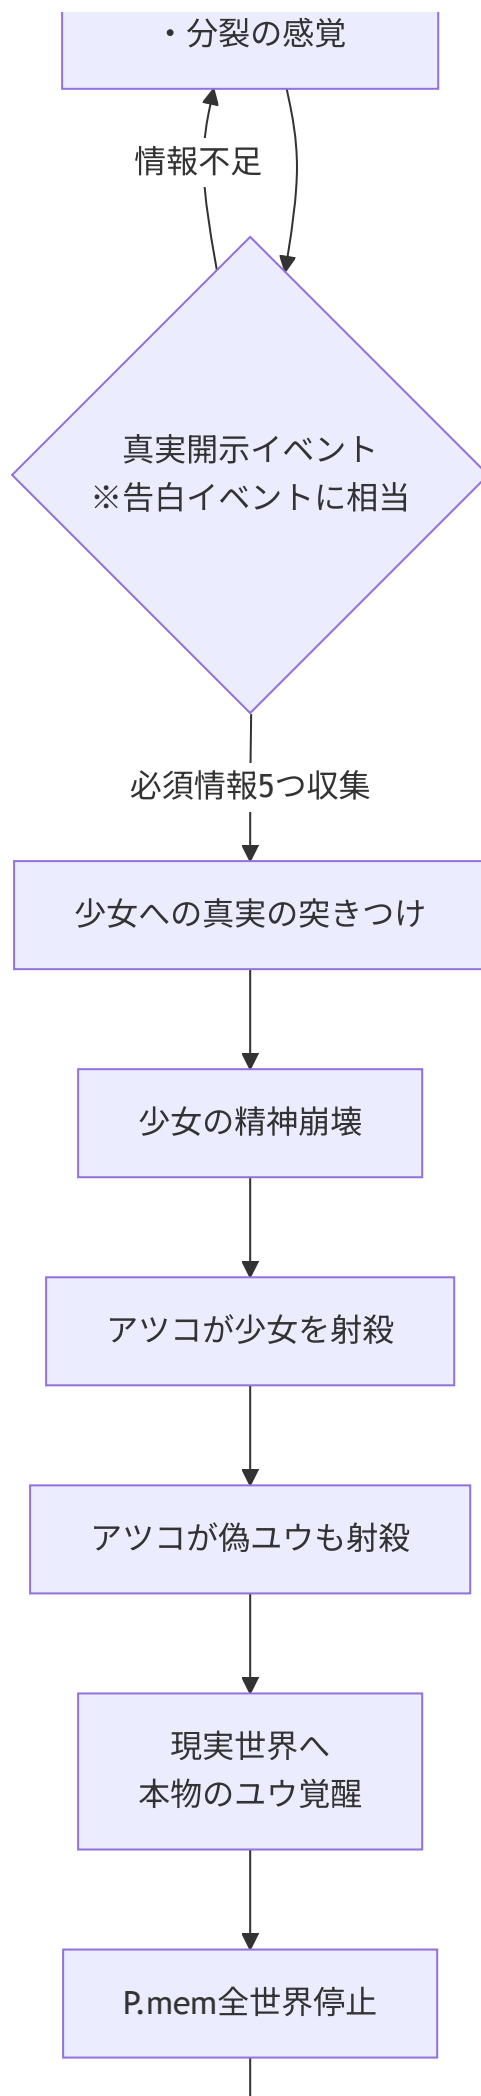 ・分裂の感覚
情報不足
真実開示イベント
※告白イベントに相当
必須情報5つ収集
少女への真実の突きつけ
少女の精神崩壊
アツコが少女を射殺
アツコが偽ユウも射殺
現実世界へ
本物のユウ覚醒
P.mem全世界停止